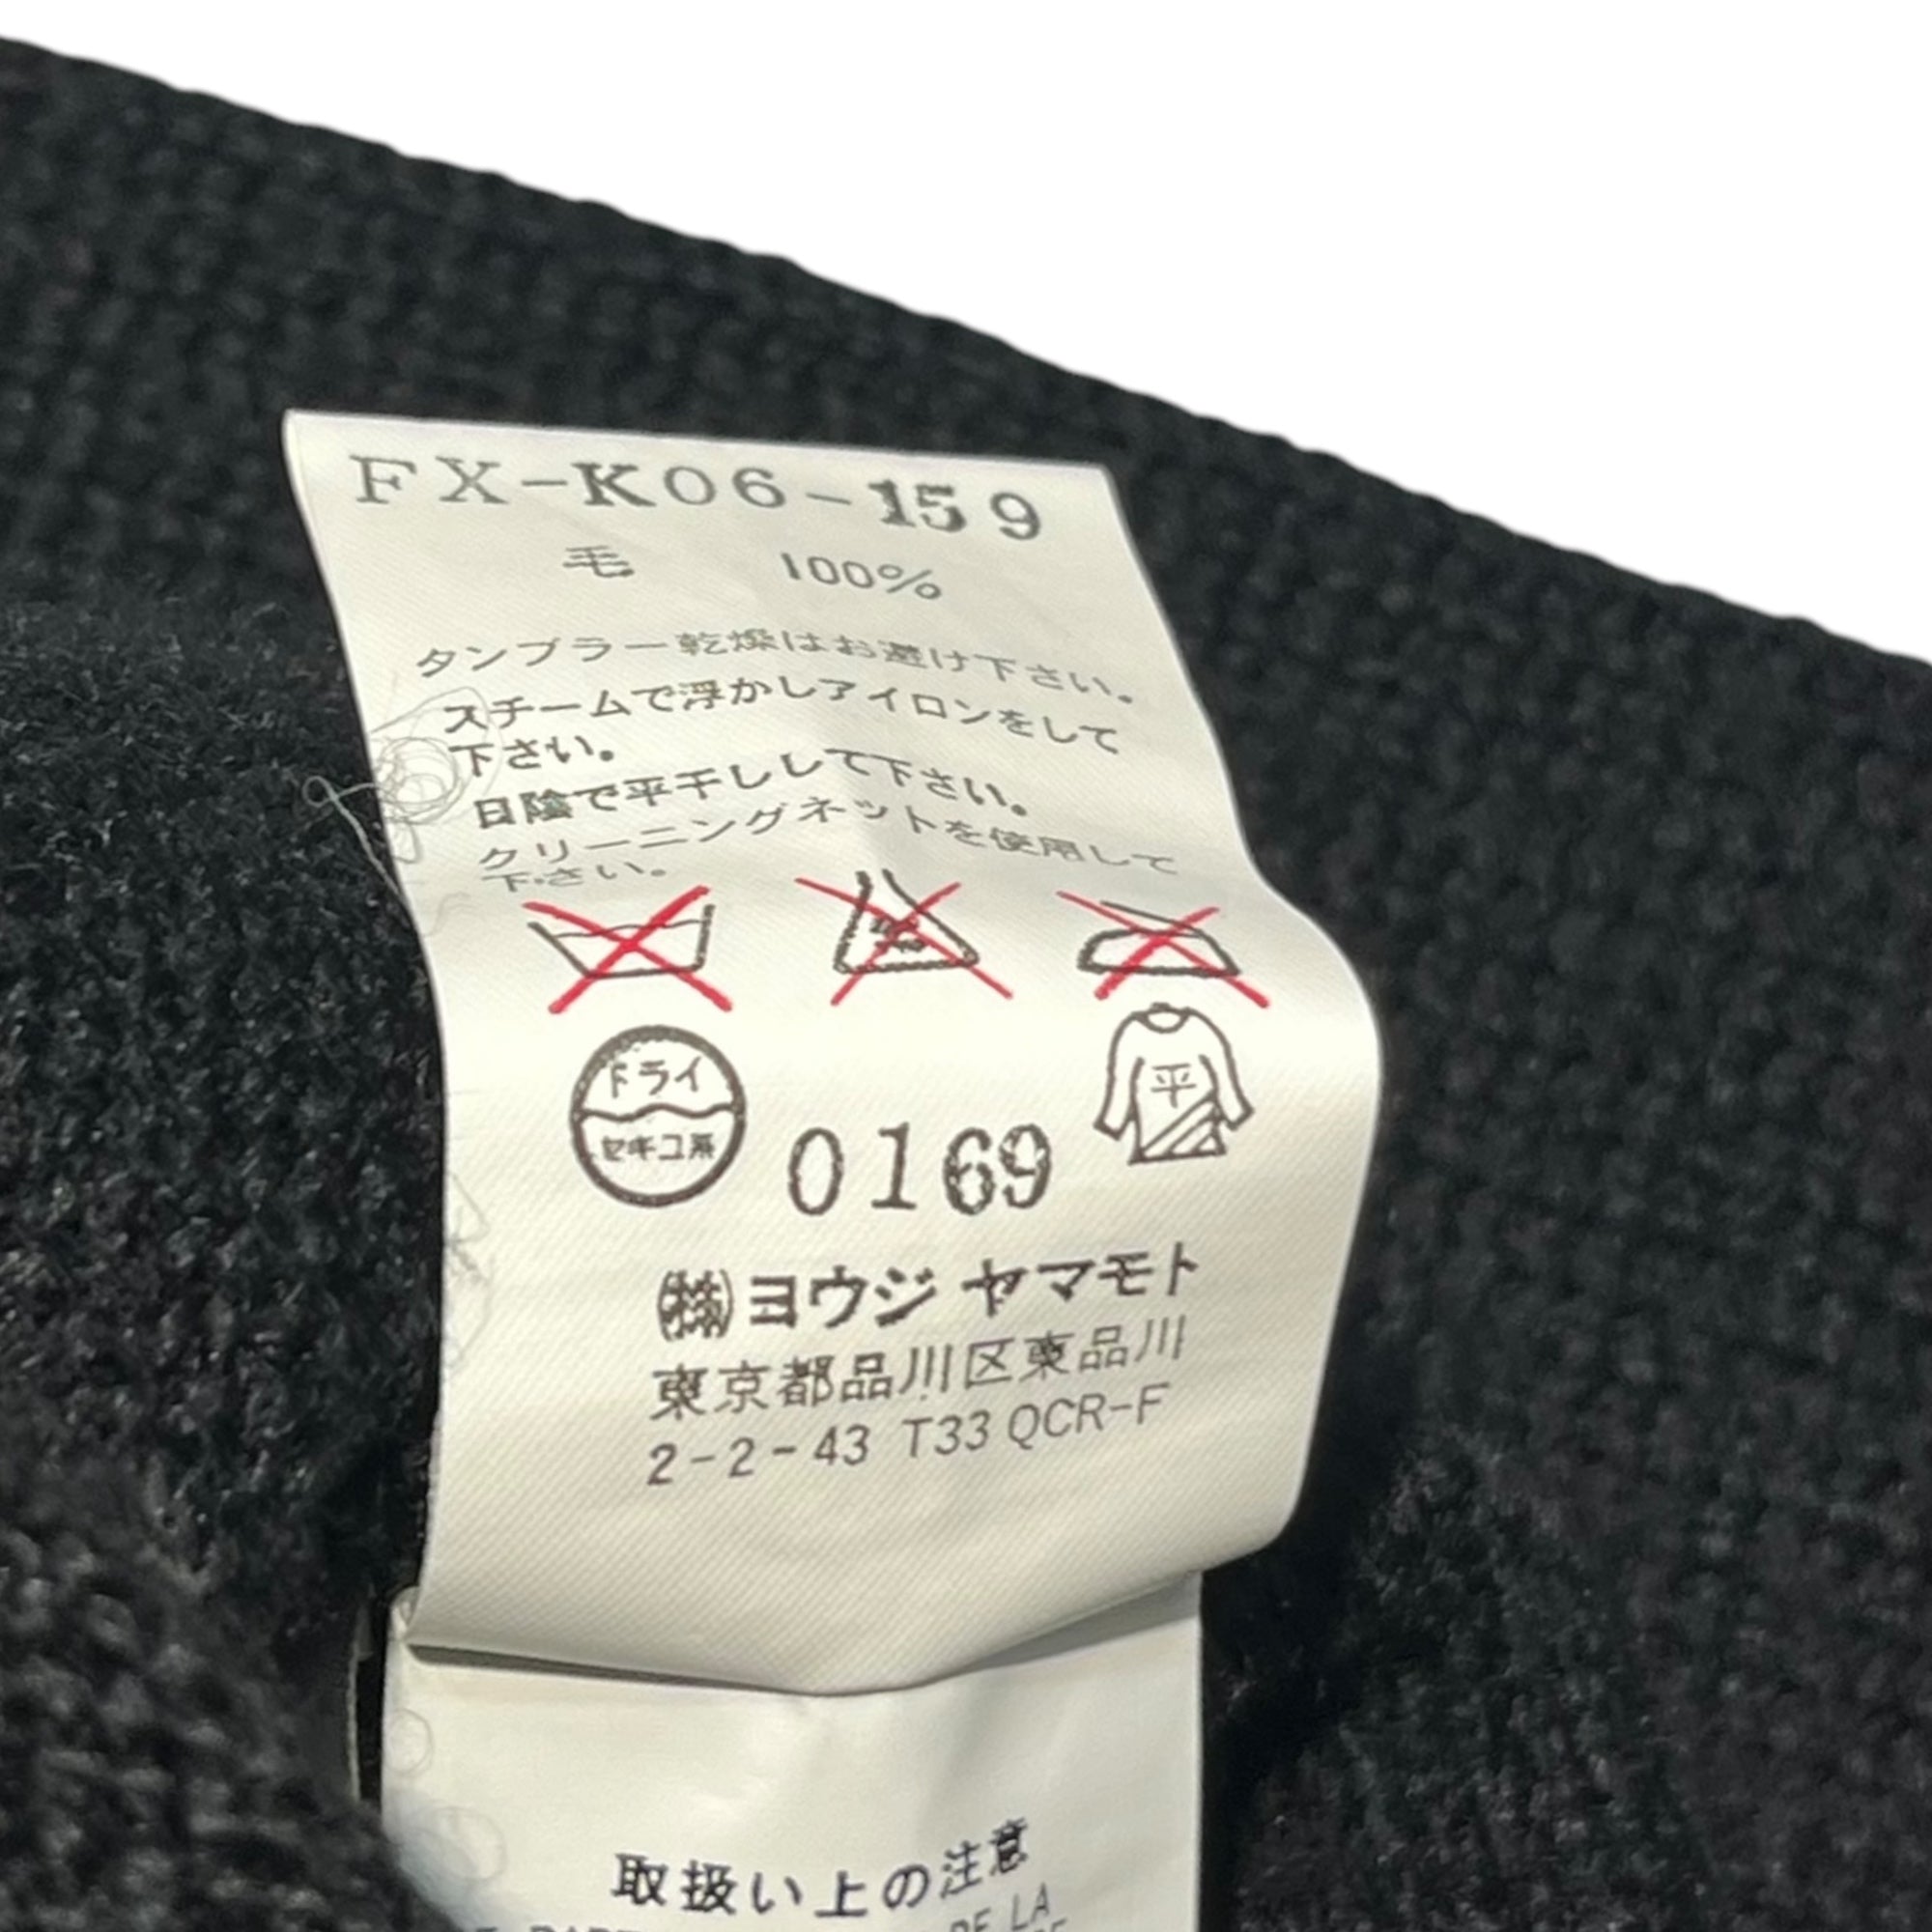 FX-K06-159
毛 100%
タンブラー乾燥はお避け下さい。
スチームで浮かしアイロンをして
下さい。
日陰で平干しして下さい。
クリーニングネットを使用して
下さい。
ドライ
セキユ系
平
0169
㈱ヨウジ ヤマモト
東京都品川区東品川
2-2-43 T33 QCR-F
取扱い上の注意
DE LA